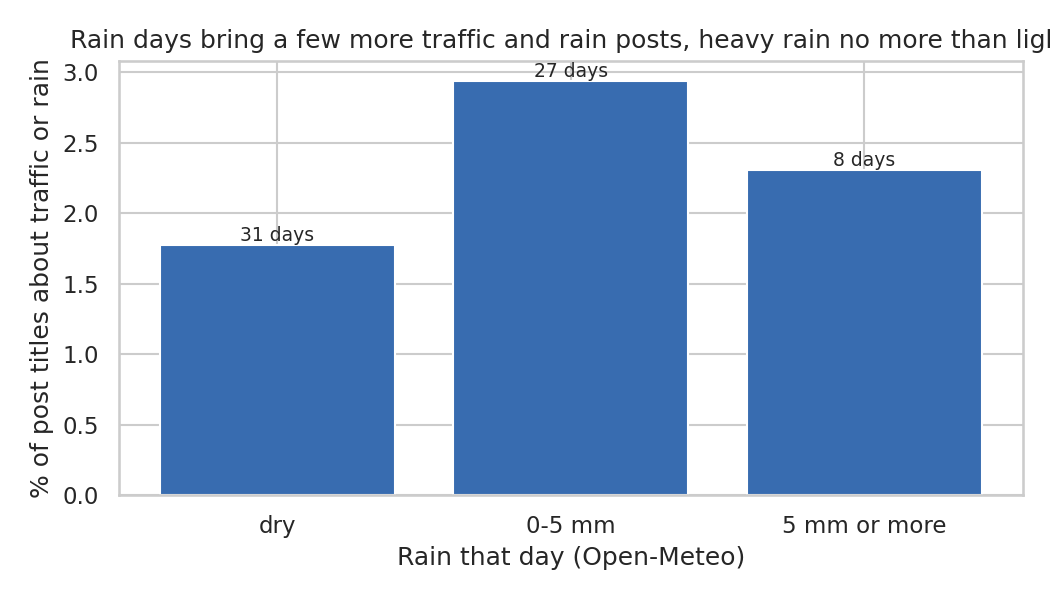 Rain days bring a few more traffic and rain posts, heavy rain no more than
% of post titles about traffic or rain
3.0
2.5
2.0
1.5
1.0
0.5
0.0
27 days
8 days
31 days
dry
0-5 mm
5 mm or more
Rain that day (Open-Meteo)